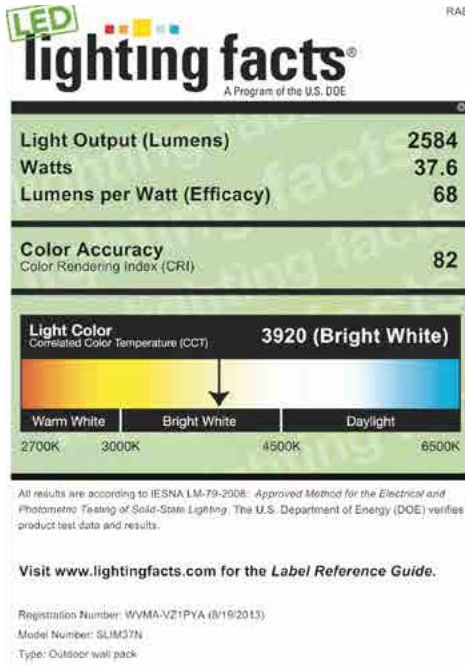 RAB
LED
lighting facts®
A Program of the U.S. DOE
©
Light Output (Lumens) 2584
Watts 37.6
Lumens per Watt (Efficacy) 68
Color Accuracy
Color Rendering Index (CRI) 82
Light Color
Correlated Color Temperature (CCT) 3920 (Bright White)
Warm White Bright White Daylight
2700K 3000K 4500K 6500K
All results are according to IESNA LM-79-2008: Approved Method for the Electrical and
Photometric Testing of Solid-State Lighting. The U.S. Department of Energy (DOE) verifies
product test data and results.
Visit www.lightingfacts.com for the Label Reference Guide.
Registration Number: WVMA-VZ1PYA (8/19/2013)
Model Number: SLIM37N
Type: Outdoor wall pack